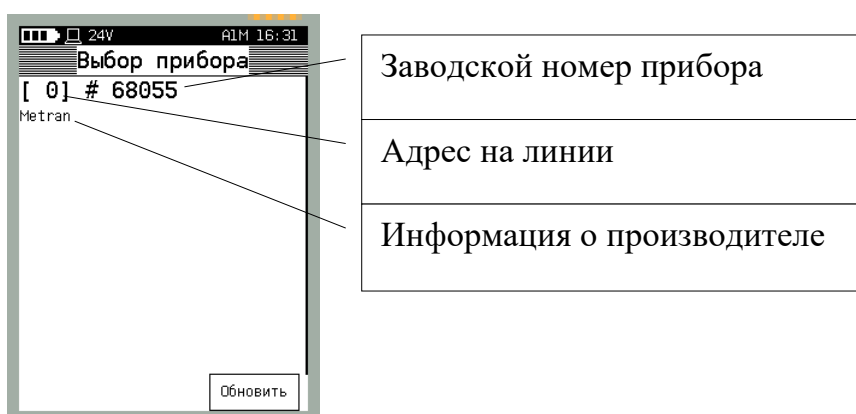 24V A1M 16:31
Выбор прибора
[ 0] # 68055
Metran
Обновить
Заводской номер прибора
Адрес на линии
Информация о производителе